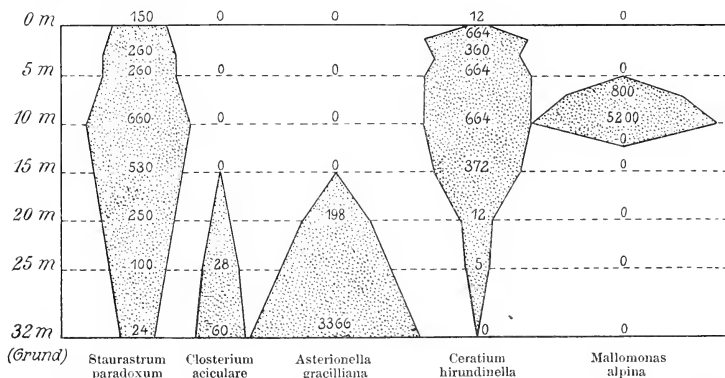 0 m 150 0 0 12 0
664
260 360
5 m 260 0 0 664 0
800
10 m 660 0 0 664 5200
0
15 m 530 0 0 372 0
20 m 250 198 12 0
25 m 100 28 5 0
32 m 24 60 3366 0 0
(Grund) Staurastrum Closterium Asterionella Ceratium Mallomonas
paradoxum aciculare gracilliana hirundinella alpina